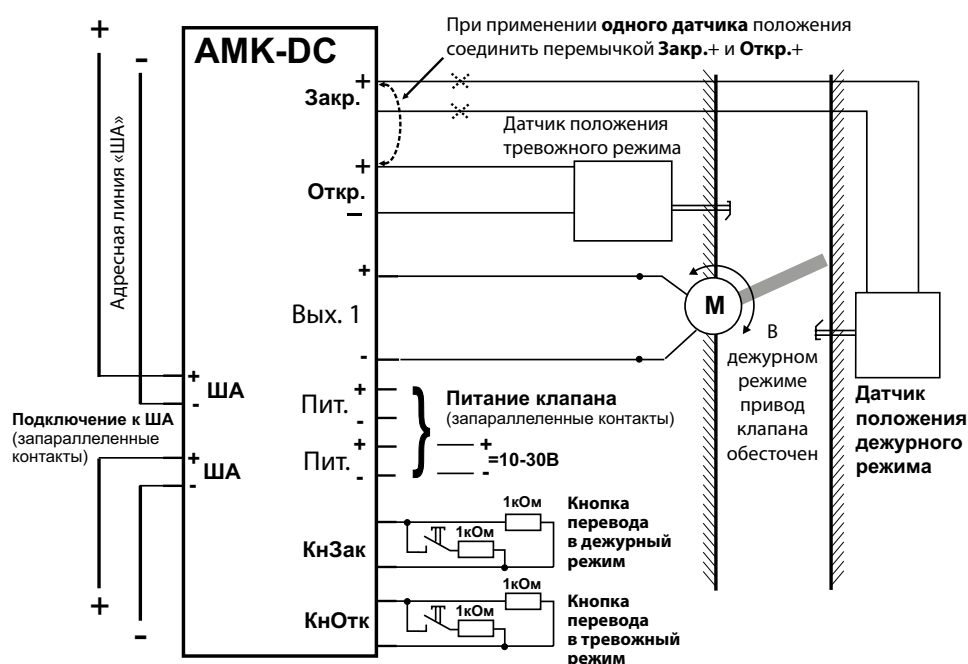 При применении одного датчика положения
соединить перемычкой Закр.+ и Откр.+
+
-
АМК-DC
+
Закр.
Датчик положения
тревожного режима
+
Откр.
–
Адресная линия «ША»
+
Вых. 1
-
М
В
дежурном
режиме
привод
клапана
обесточен
Датчик
положения
дежурного
режима
+
ША
-
Подключение к ША
(запараллеленные
контакты)
+
ША
-
+
Пит.
-
+
Пит.
-
Питание клапана
(запараллеленные контакты)
+
=10-30В
-
1кОм
1кОм
КнЗак
Кнопка
перевода
в дежурный
режим
1кОм
1кОм
КнОтк
Кнопка
перевода
в тревожный
режим
+
-